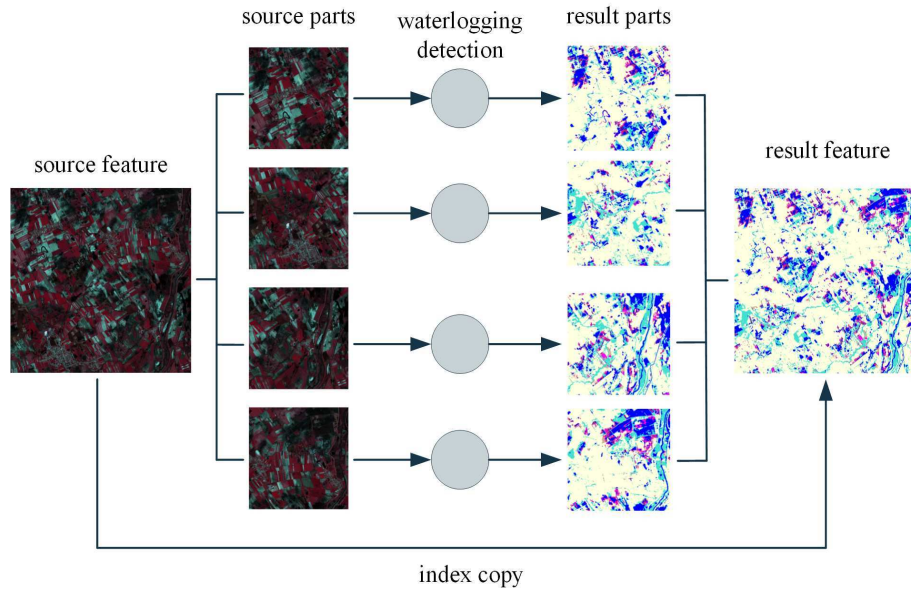 source parts
waterlogging
detection
result parts
source feature
result feature
index copy